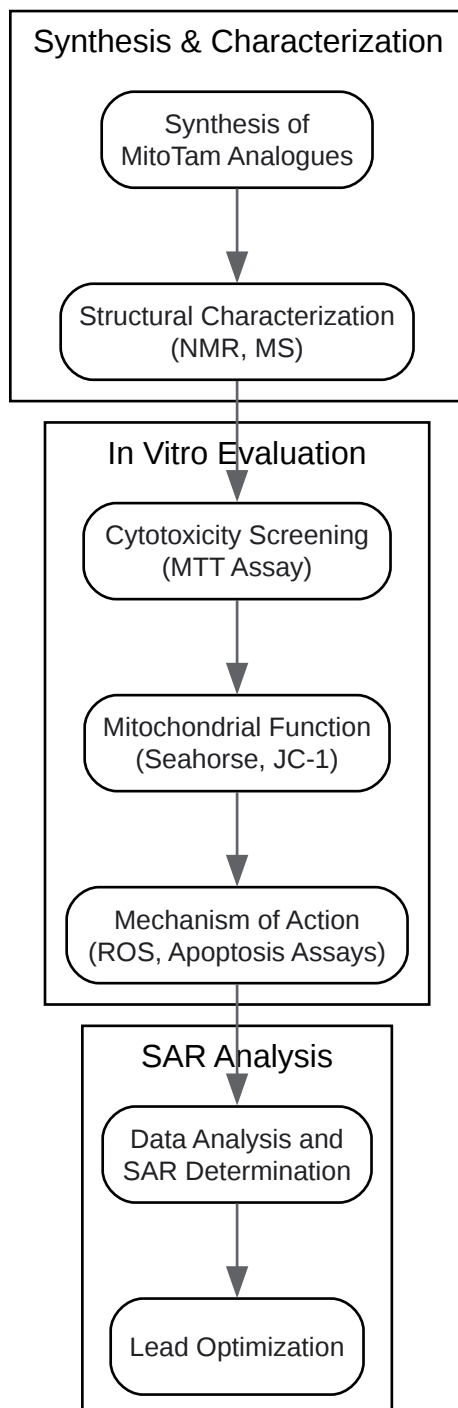 Synthesis & Characterization
Synthesis of
MitoTam Analogues
Structural Characterization
(NMR, MS)
In Vitro Evaluation
Cytotoxicity Screening
(MTT Assay)
Mitochondrial Function
(Seahorse, JC-1)
Mechanism of Action
(ROS, Apoptosis Assays)
SAR Analysis
Data Analysis and
SAR Determination
Lead Optimization